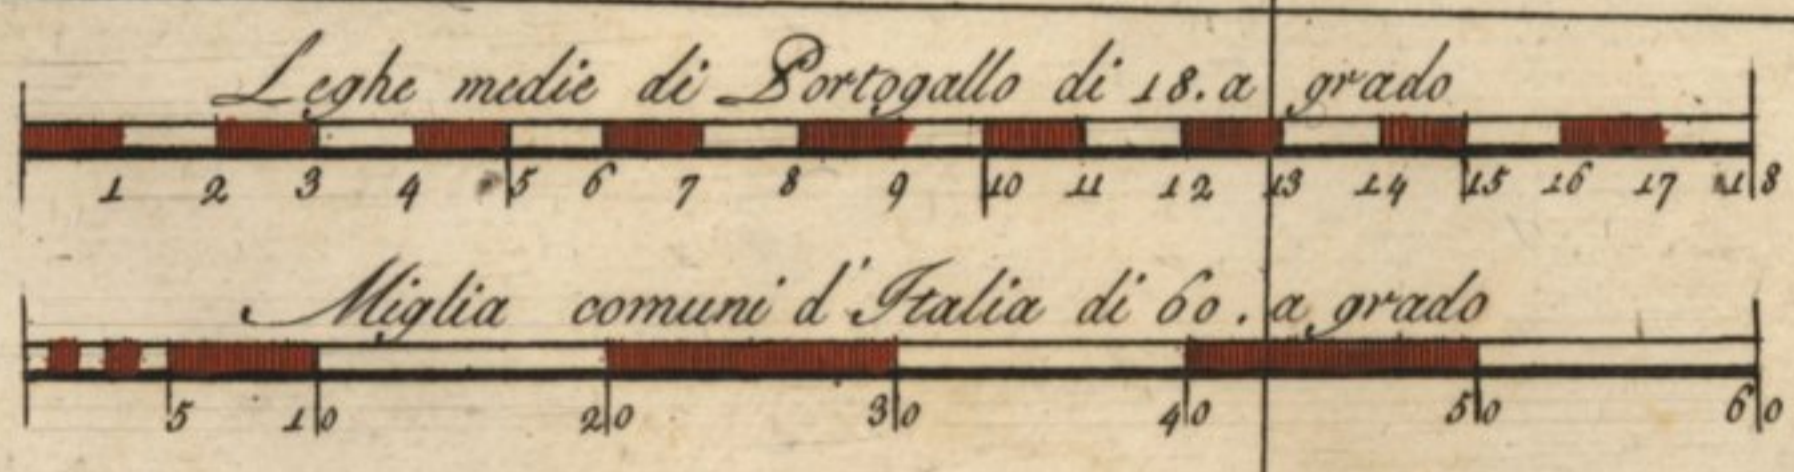 Leghe medie di Portogallo di 18. a grado
1 2 3 4 5 6 7 8 9 10 11 12 13 14 15 16 17 18
Miglia comuni d'Italia di 60. a grado
5 10 20 30 40 50 60